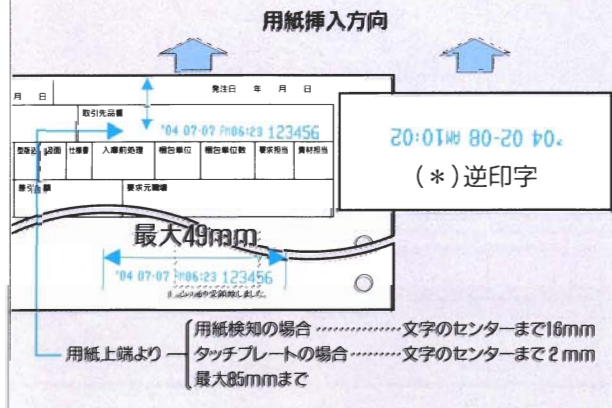 用紙挿入方向
月 日
発注日 年 月 日
取引先品番
'04 07-07 PM06:23 123456
仕様書 入庫前処理 梱包単位 梱包単位数 要求担当 資材担当
要求元職場
'04 02-08 AM10:02
(*)逆印字
最大49mm
'04 07-07 PM06:23 123456
用紙上端より
用紙検知の場合……………文字のセンターまで16mm
タッチプレートの場合………文字のセンターまで2mm
最大85mmまで